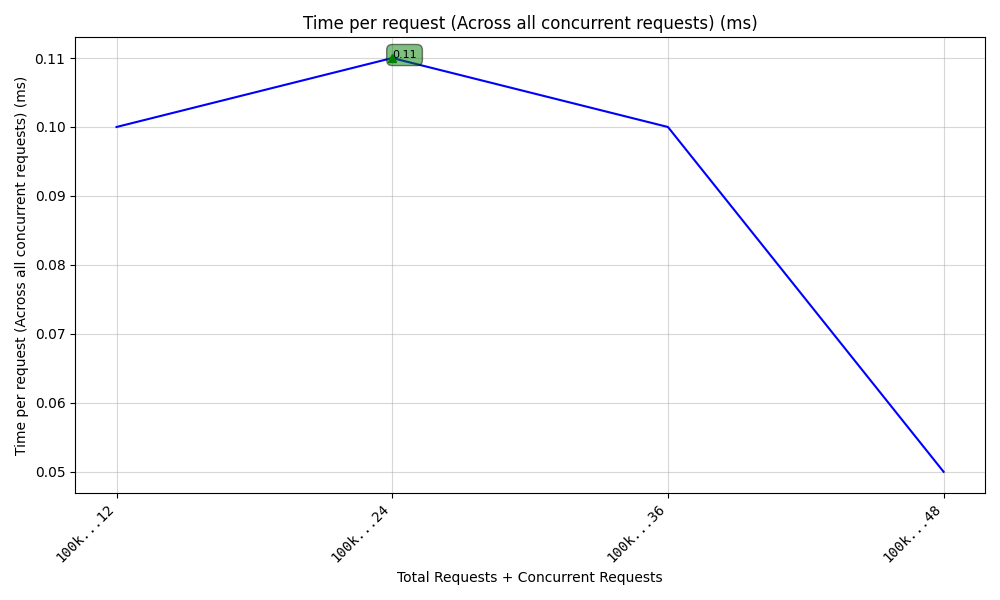 Time per request (Across all concurrent requests) (ms)
Time per request (Across all concurrent requests) (ms)
0.11
0.10
0.09
0.08
0.07
0.06
0.05
0.11
100k...12
100k...24
100k...36
100k...48
Total Requests + Concurrent Requests